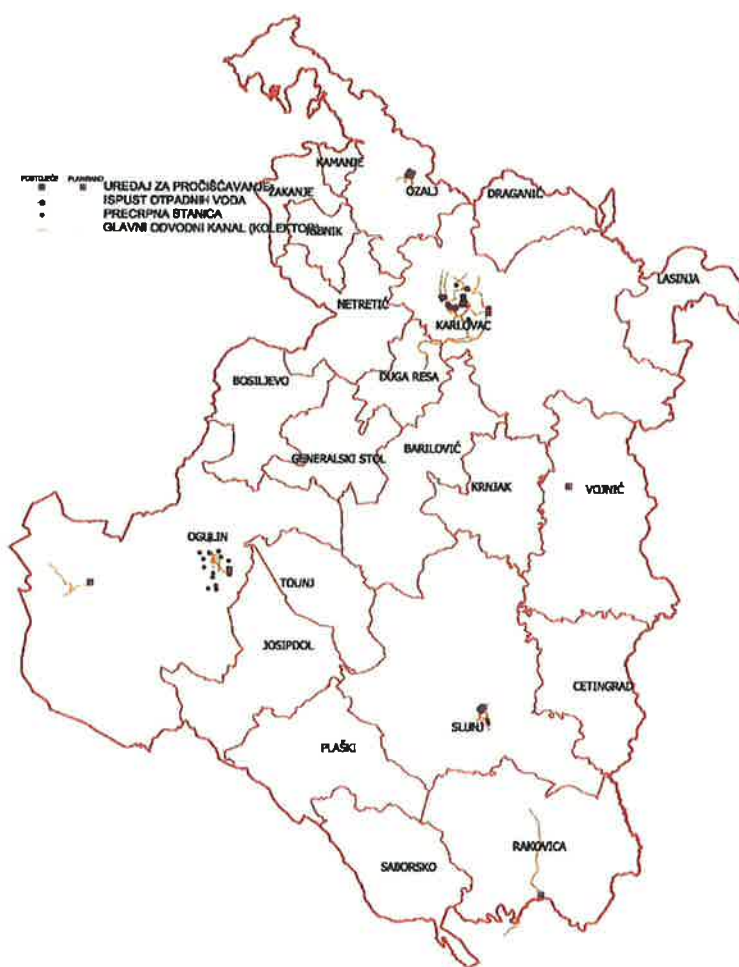 KAMANJE
POSTOJEĆE PLANIRANO
UREĐAJ ZA PROČIŠĆAVANJE
ŽAKANJE
OZALJ
DRAGANIĆ
ISPUST OTPADNIH VODA
PRECRPNA STANICA
RIBNIK
GLAVNI ODVODNI KANAL (KOLEKTOR)
LASINJA
NETRETIĆ
KARLOVAC
BOSILJEVO
DUGA RESA
BARILOVIĆ
GENERALSKI STOL
KRNJAK
VOJNIĆ
OGULIN
TOUNJ
JOSIPDOL
CETINGRAD
SLUNJ
PLAŠKI
RAKOVICA
SABORSKO